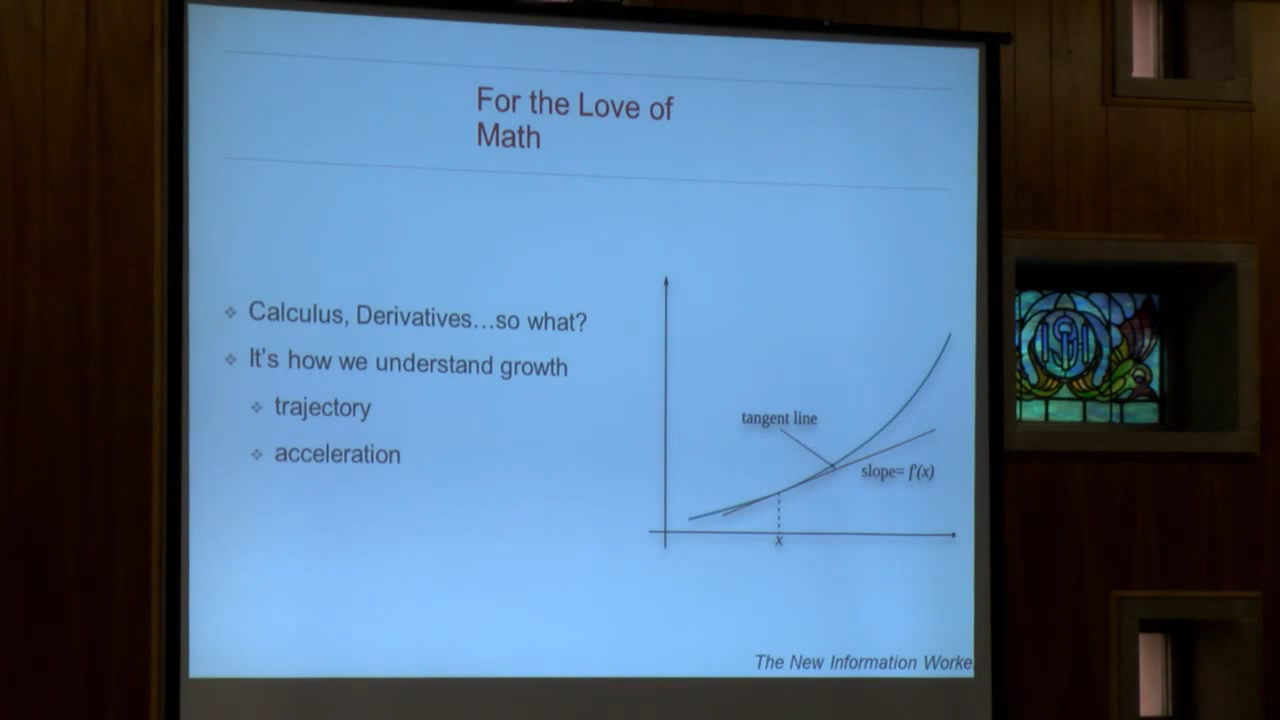 For the Love of
Math
Calculus, Derivatives...so what?
It's how we understand growth
trajectory
acceleration
tangent line
slope= f'(x)
x
The New Information Worke